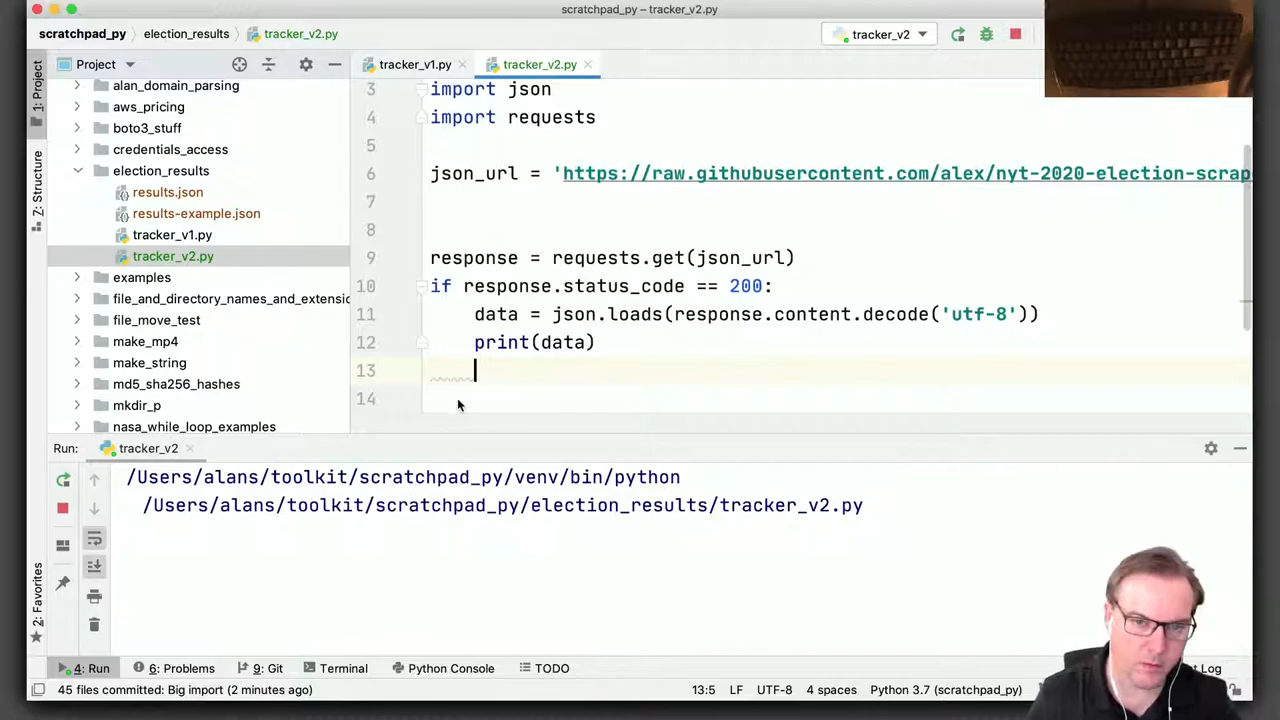 scratchpad_py – tracker_v2.py
scratchpad_py
election_results
tracker_v2.py
tracker_v2
1: Project
Project
tracker_v1.py
tracker_v2.py
alan_domain_parsing
aws_pricing
boto3_stuff
credentials_access
election_results
results.json
results-example.json
tracker_v1.py
tracker_v2.py
examples
file_and_directory_names_and_extensio
file_move_test
make_mp4
make_string
md5_sha256_hashes
mkdir_p
nasa_while_loop_examples
Z: Structure
3 import json
4 import requests
5
6 json_url = 'https://raw.githubusercontent.com/alex/nyt-2020-election-scrap
7
8
9 response = requests.get(json_url)
10 if response.status_code == 200:
11 data = json.loads(response.content.decode('utf-8'))
12 print(data)
13
14
Run:
tracker_v2
/Users/alans/toolkit/scratchpad_py/venv/bin/python
/Users/alans/toolkit/scratchpad_py/election_results/tracker_v2.py
2: Favorites
4: Run
6: Problems
9: Git
Terminal
Python Console
TODO
t Log
45 files committed: Big import (2 minutes ago)
13:5
LF
UTF-8
4 spaces
Python 3.7 (scratchpad_py)